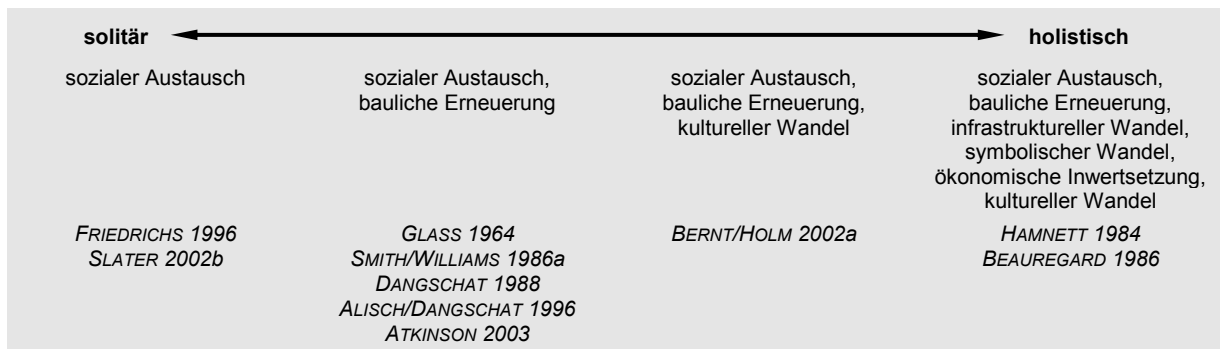 solitär holistisch
sozialer Austausch
sozialer Austausch,
bauliche Erneuerung
sozialer Austausch,
bauliche Erneuerung,
kultureller Wandel
sozialer Austausch,
bauliche Erneuerung,
infrastruktureller Wandel,
symbolischer Wandel,
ökonomische Inwertsetzung,
kultureller Wandel
FRIEDRICHS 1996
SLATER 2002b
GLASS 1964
SMITH/WILLIAMS 1986a
DANGSCHAT 1988
ALISCH/DANGSCHAT 1996
ATKINSON 2003
BERNT/HOLM 2002a
HAMNETT 1984
BEAUREGARD 1986